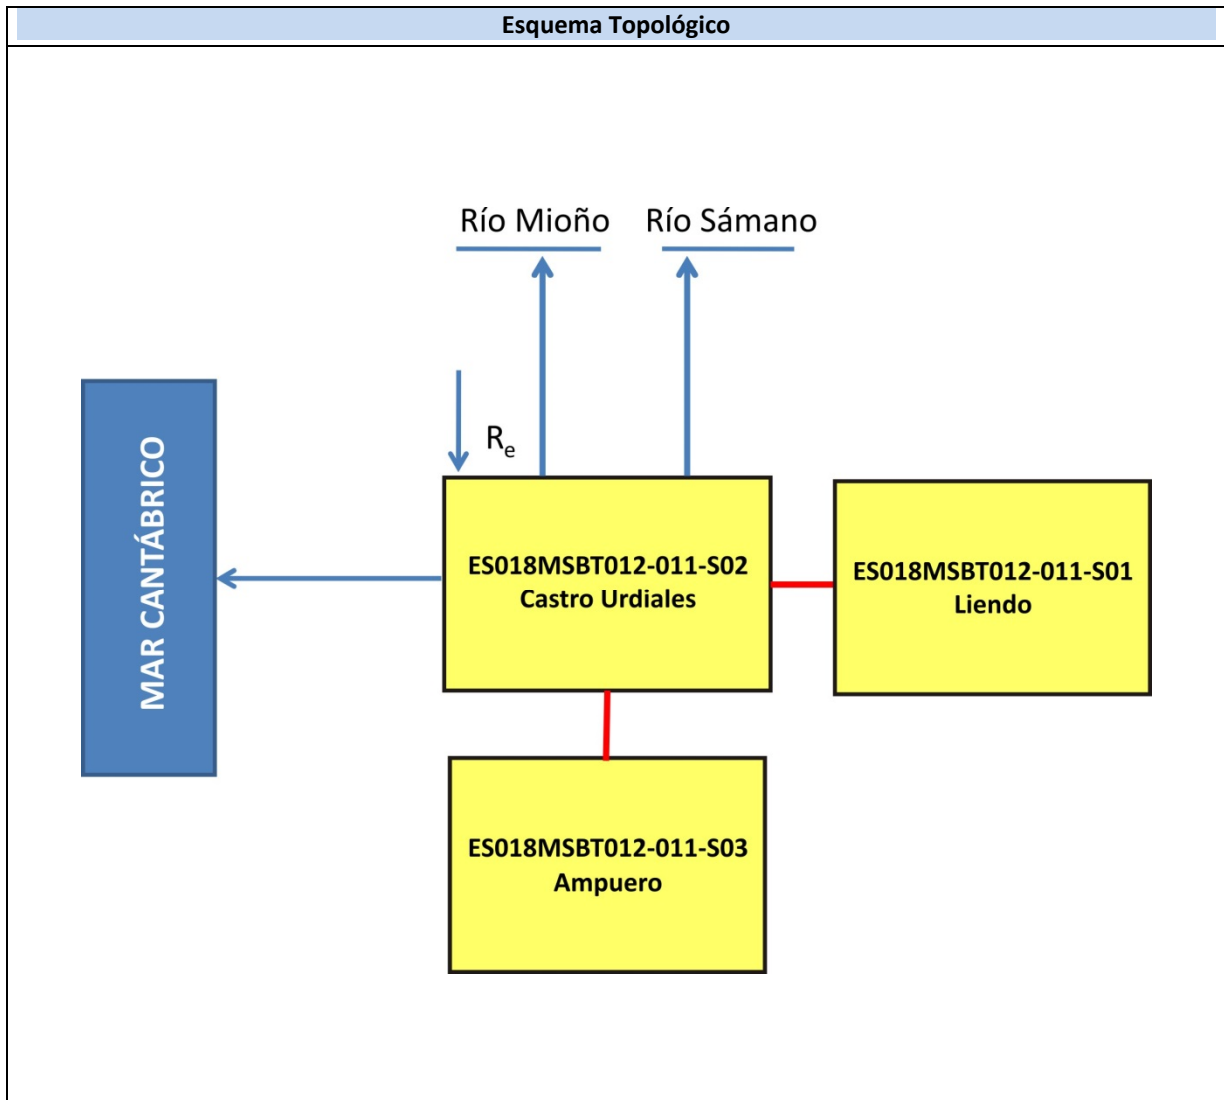 Esquema Topológico
Río Mioño
Río Sámano
Re
MAR CANTÁBRICO
ES018MSBT012-011-S02
Castro Urdiales
ES018MSBT012-011-S01
Liendo
ES018MSBT012-011-S03
Ampuero